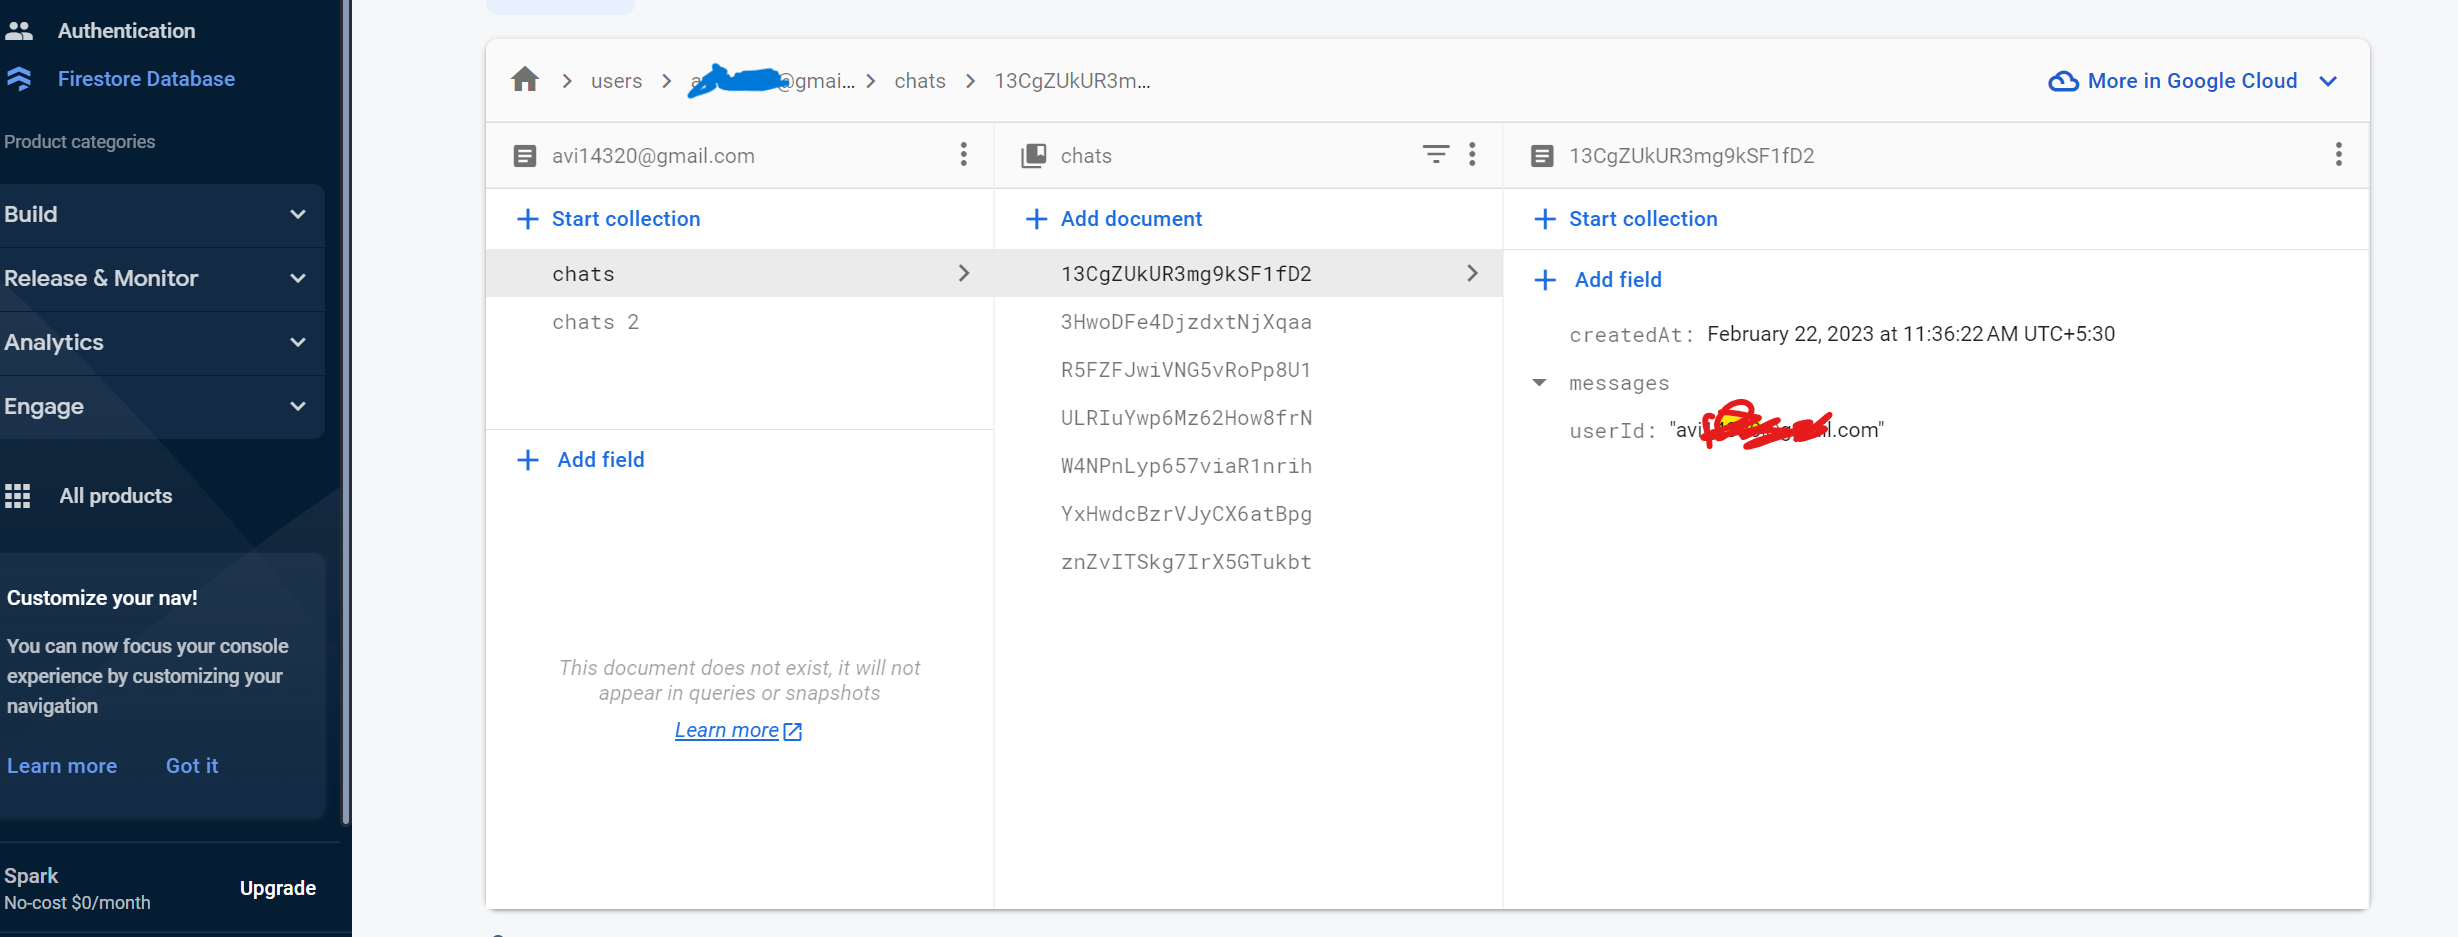 Authentication
Firestore Database
Product categories
Build
Release & Monitor
Analytics
Engage
All products
Customize your nav!
You can now focus your console
experience by customizing your
navigation
Learn more Got it
Spark
No-cost $0/month
Upgrade
users @gmai... chats 13CgZUkUR3m...
More in Google Cloud
avi14320@gmail.com
Start collection
chats
chats 2
Add field
This document does not exist, it will not
appear in queries or snapshots
Learn more
chats
Add document
13CgZUkUR3mg9kSF1fD2
3HwoDFe4DjzdxtNjXqaa
R5FZFJwiVNG5vRoPp8U1
ULRIuYwp6Mz62How8frN
W4NPnLyp657viaR1nrih
YxHwdcBzrVJyCX6atBpg
znZvITSkg7IrX5GTukbt
13CgZUkUR3mg9kSF1fD2
Start collection
Add field
createdAt: February 22, 2023 at 11:36:22 AM UTC+5:30
messages
userId: